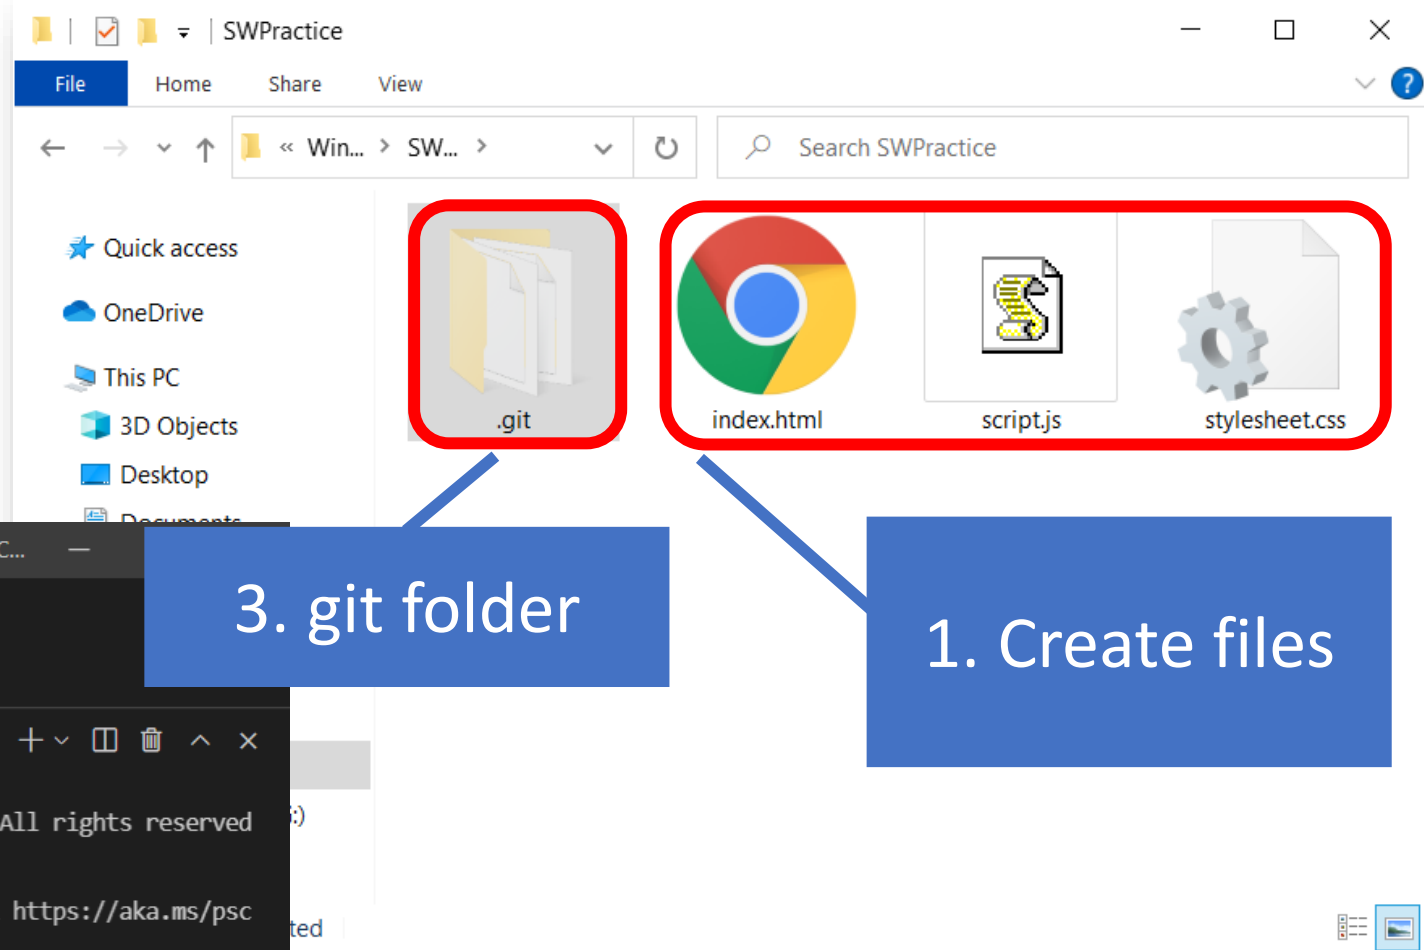 SWPractice
File Home Share View
« Win... > SW... >
Search SWPractice
Quick access
OneDrive
This PC
3D Objects
Desktop
Documents
.git
index.html
script.js
stylesheet.css
3. git folder
1. Create files
C...
:)
All rights reserved
https://aka.ms/psc
ted